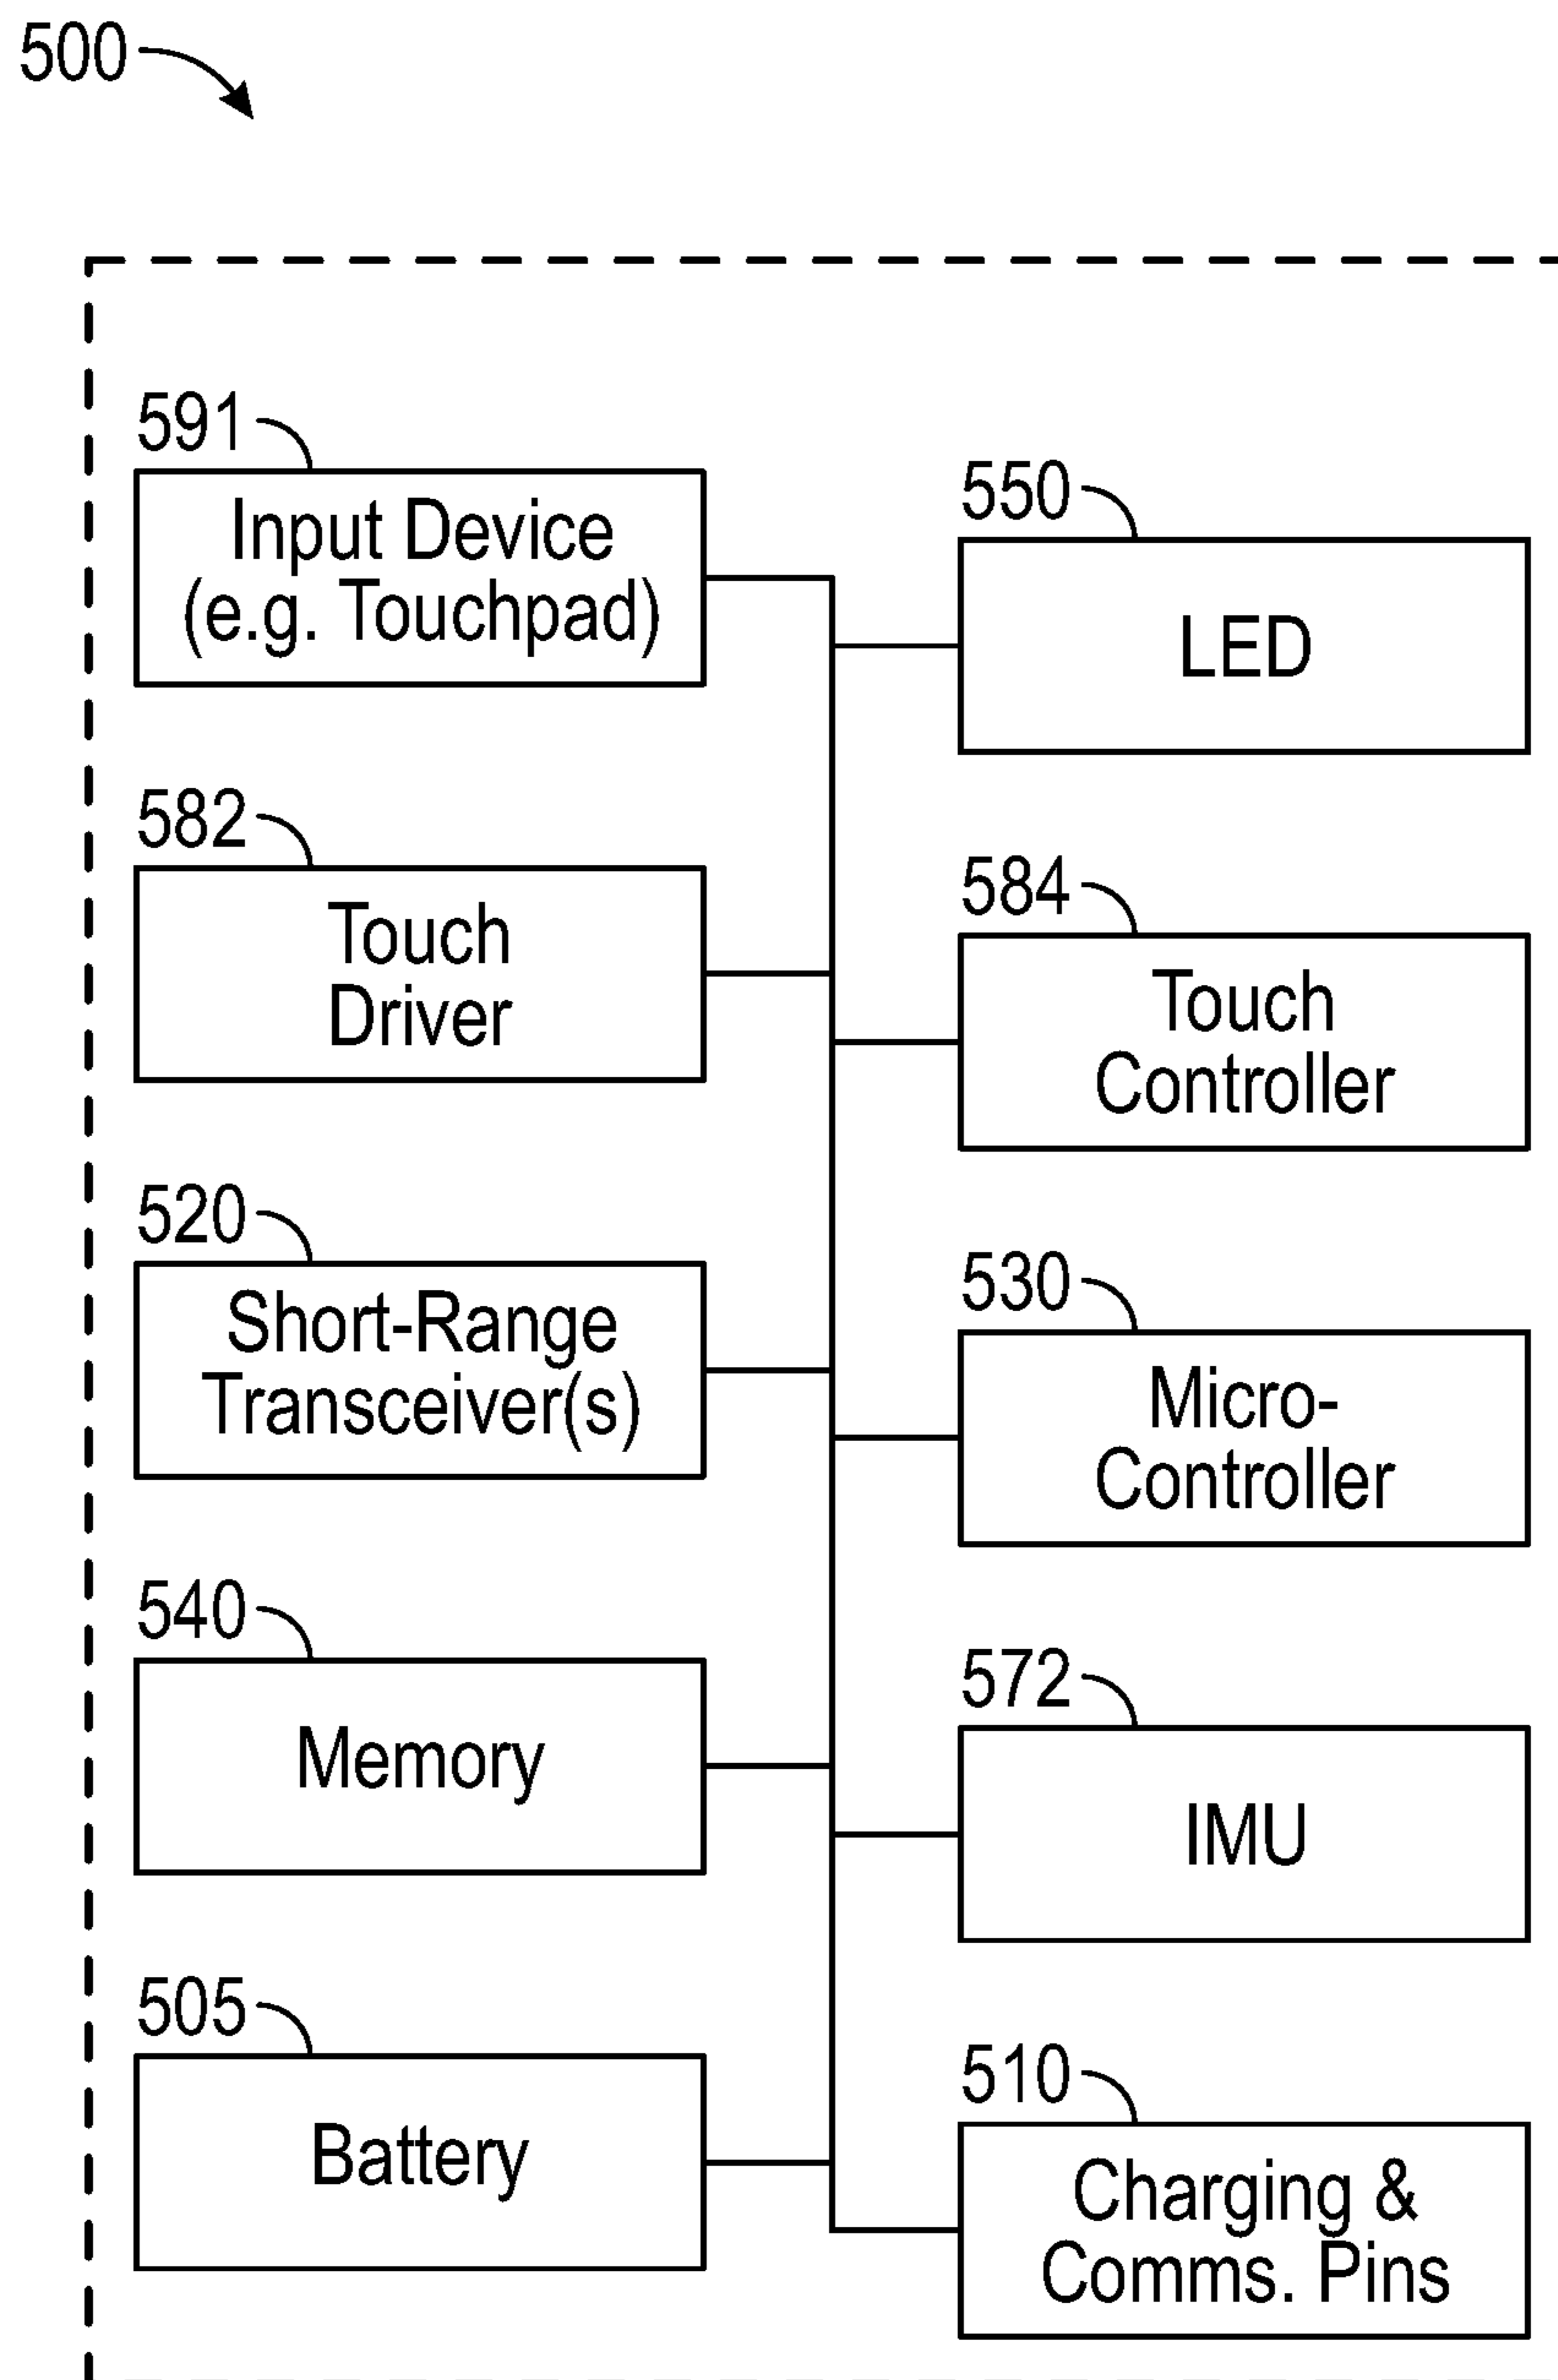 500
591
Input Device
(e.g. Touchpad)
550
LED
582
Touch
Driver
584
Touch
Controller
520
Short-Range
Transceiver(s)
530
Micro-
Controller
540
Memory
572
IMU
505
Battery
510
Charging &
Comms. Pins